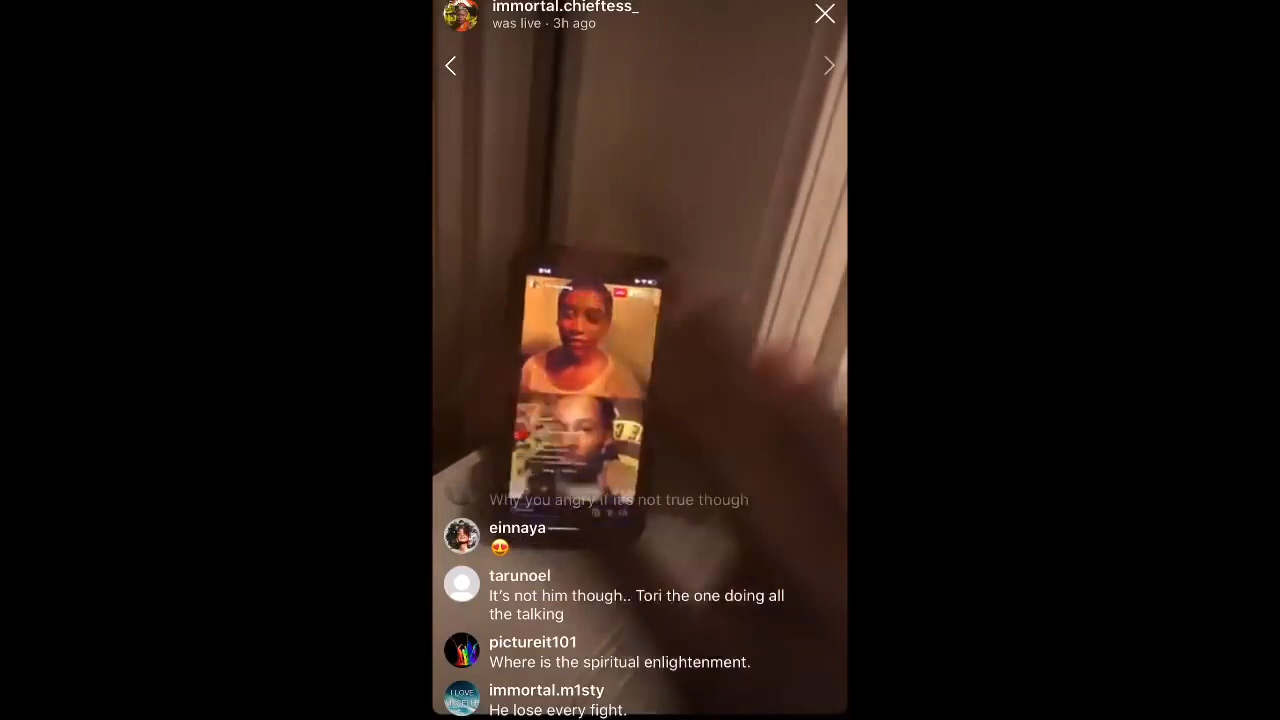 immortal.chieftess_
was live · 3h ago
Why you angry if it's not true though
einnaya
😍
tarunoel
It's not him though.. Tori the one doing all
the talking
pictureit101
Where is the spiritual enlightenment.
immortal.m1sty
I LOVE
He lose every fight.